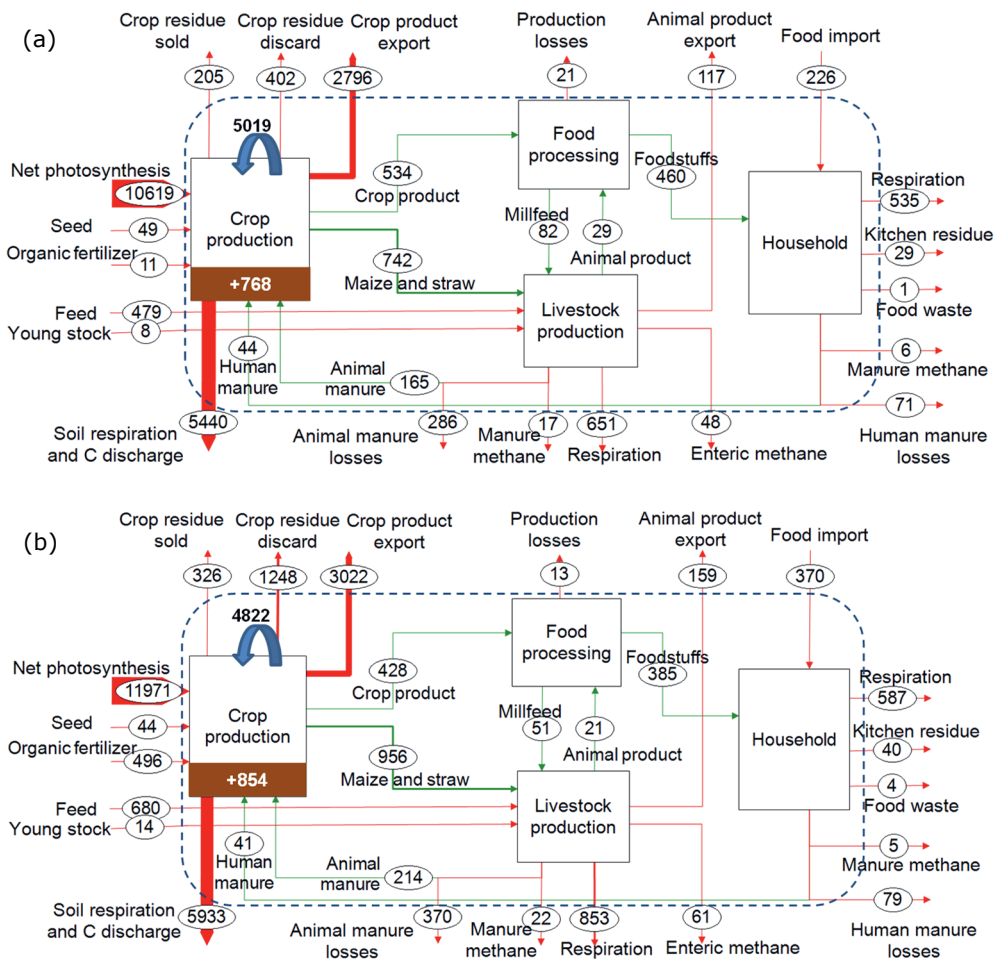 (a)
Crop residue
sold
Crop residue
discard
Crop product
export
Production
losses
Animal product
export
Food import
205
402
2796
21
117
226
5019
Net photosynthesis
10619
Seed
49
Organic fertilizer
11
Crop
production
+768
534
Crop product
Food
processing
Foodstuffs
460
Millfeed
82
29
Animal product
742
Maize and straw
Household
Respiration
535
Kitchen residue
29
1
Food waste
Feed
479
Young stock
8
Livestock
production
44
Human
manure
Animal
manure
165
6
Manure methane
71
Human manure
losses
5440
Soil respiration
and C discharge
286
Animal manure
losses
17
Manure
methane
651
Respiration
48
Enteric methane
(b)
Crop residue
sold
Crop residue
discard
Crop product
export
Production
losses
Animal product
export
Food import
326
1248
3022
13
159
370
4822
Net photosynthesis
11971
Seed
44
Organic fertilizer
496
Crop
production
+854
428
Crop product
Food
processing
Foodstuffs
385
Millfeed
51
21
Animal product
956
Maize and straw
Household
Respiration
587
Kitchen residue
40
4
Food waste
Feed
680
Young stock
14
Livestock
production
41
Human
manure
Animal
manure
214
5
Manure methane
79
Human manure
losses
5933
Soil respiration
and C discharge
370
Animal manure
losses
22
Manure
methane
853
Respiration
61
Enteric methane